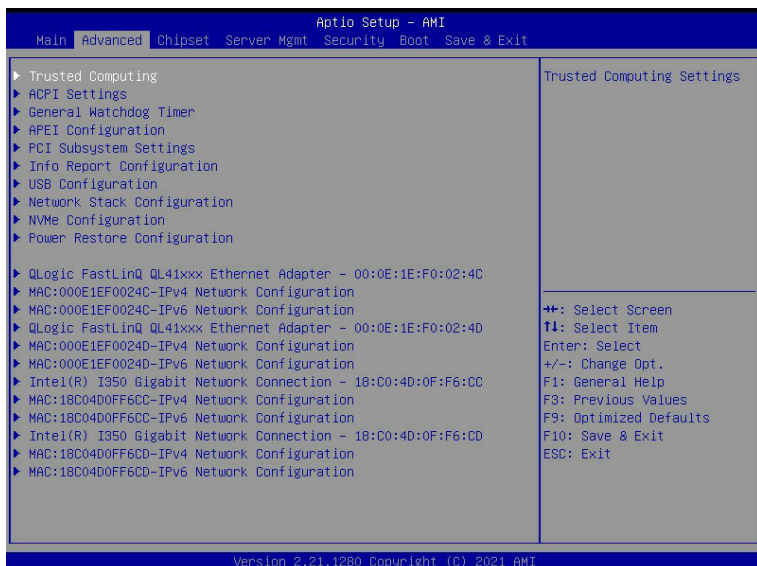 Aptio Setup – AMI
Main Advanced Chipset Server Mgmt Security Boot Save & Exit
Trusted Computing
ACPI Settings
General Watchdog Timer
APEI Configuration
PCI Subsystem Settings
Info Report Configuration
USB Configuration
Network Stack Configuration
NVMe Configuration
Power Restore Configuration
QLogic FastLinQ QL41xxx Ethernet Adapter – 00:0E:1E:F0:02:4C
MAC:000E1EF0024C-IPv4 Network Configuration
MAC:000E1EF0024C-IPv6 Network Configuration
QLogic FastLinQ QL41xxx Ethernet Adapter – 00:0E:1E:F0:02:4D
MAC:000E1EF0024D-IPv4 Network Configuration
MAC:000E1EF0024D-IPv6 Network Configuration
Intel(R) I350 Gigabit Network Connection – 18:C0:4D:0F:F6:CC
MAC:18C04D0FF6CC-IPv4 Network Configuration
MAC:18C04D0FF6CC-IPv6 Network Configuration
Intel(R) I350 Gigabit Network Connection – 18:C0:4D:0F:F6:CD
MAC:18C04D0FF6CD-IPv4 Network Configuration
MAC:18C04D0FF6CD-IPv6 Network Configuration
Trusted Computing Settings
→←: Select Screen
↑↓: Select Item
Enter: Select
+/-: Change Opt.
F1: General Help
F3: Previous Values
F9: Optimized Defaults
F10: Save & Exit
ESC: Exit
Version 2.21.1280 Copyright (C) 2021 AMI